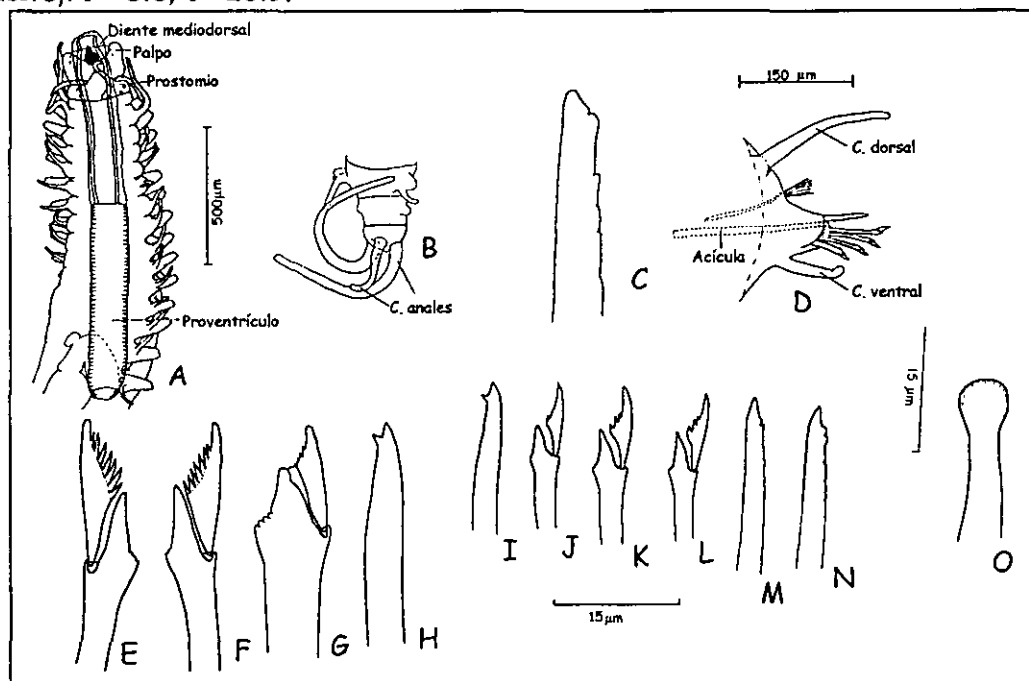 Diente mediodorsal
Palpo
Prostomio
500µm
Proventrículo
A
B
C. anales
C
150 µm
C. dorsal
Acícula
D
C. ventral
E
F
G
H
I
J
K
L
M
N
15µm
15 µm
O